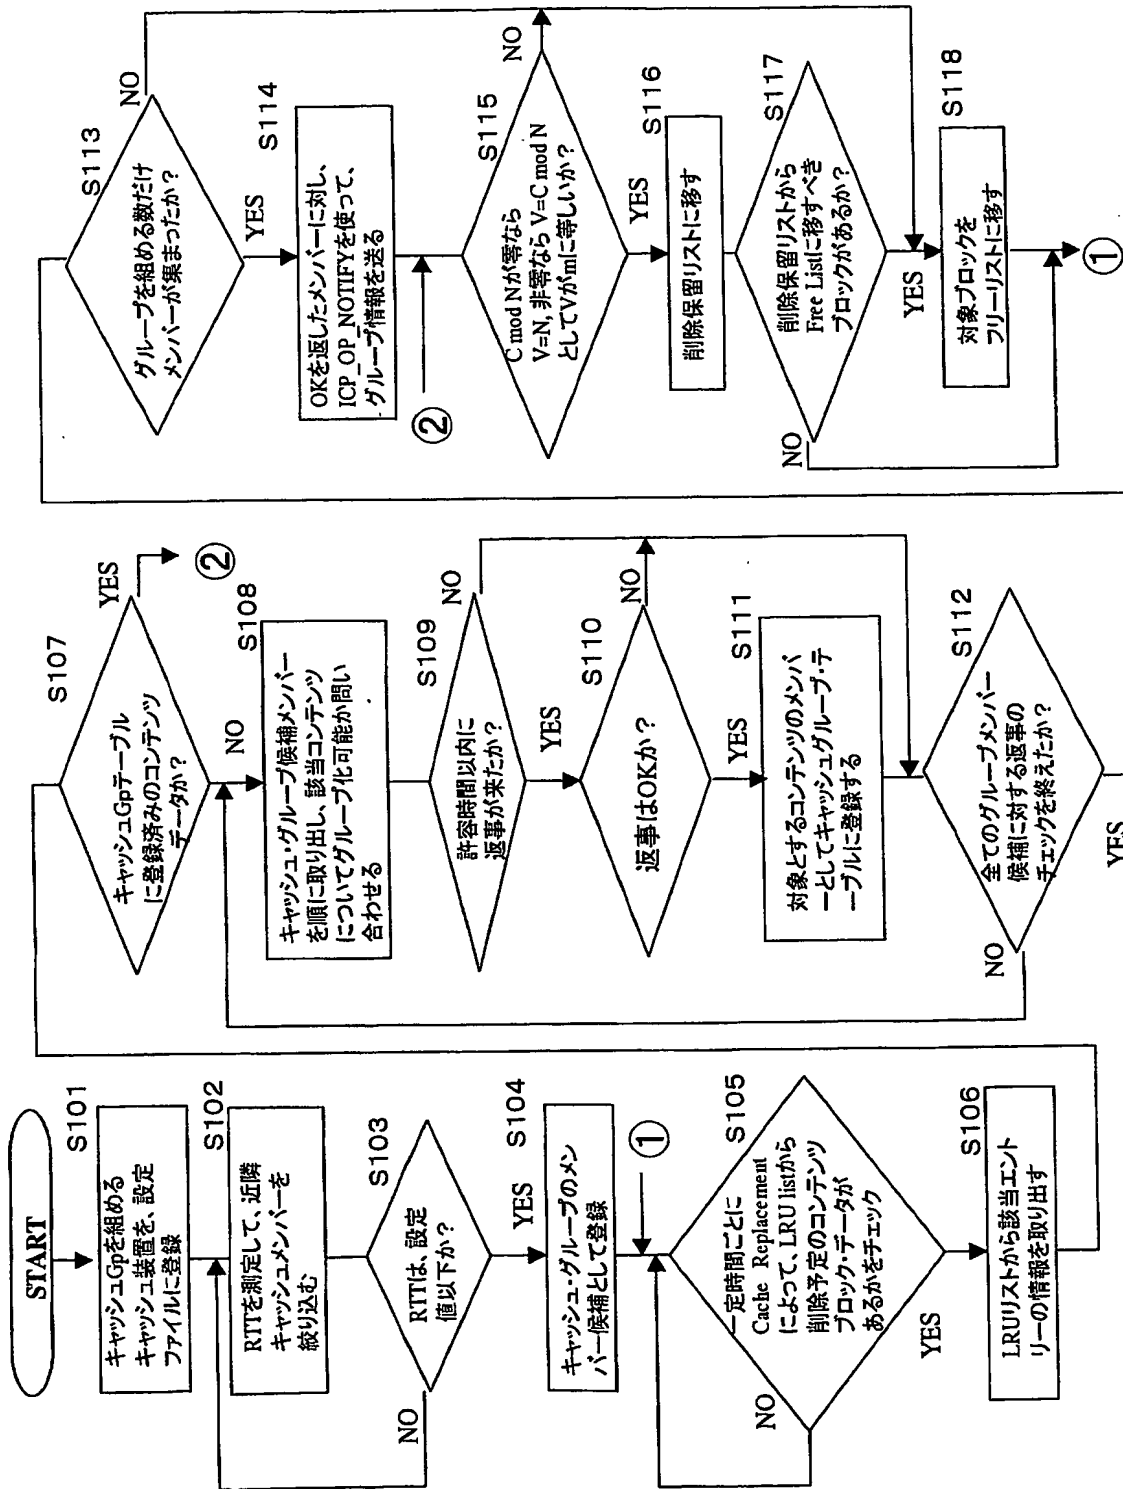 START
S101
キャッシュGpを組める
キャッシュ装置を、設定
ファイルに登録
S102
RTTを測定して、近隣
キャッシュメンバーを
絞り込む
S103
RTTは、設定
値以下か?
NO
YES
S104
キャッシュ・グループのメン
バー候補として登録
①
S105
一定時間ごとに
Cache Replacement
によって、LRU listから
削除予定のコンテンツ
ブロック・データが
あるかをチェック
NO
YES
S106
LRUリストから該当エント
リーの情報を取り出す
S107
キャッシュGpテーブル
に登録済みのコンテンツ
データか?
YES
②
NO
S108
キャッシュ・グループ候補メンバー
を順に取り出し、該当コンテンツ
についてグループ化可能か問い
合わせる
S109
許容時間以内に
返事が来たか?
NO
YES
S110
返事はOKか?
NO
YES
S111
対象とするコンテンツのメンバ
ーとしてキャッシュグループ・テ
ーブルに登録する
S112
全てのグループメンバー
候補に対する返事の
チェックを終えたか?
NO
YES
S113
グループを組める数だけ
メンバーが集まったか?
NO
YES
S114
OKを返したメンバーに対し、
ICP_OP_NOTIFYを使って、
グループ情報を送る
②
S115
C mod Nが零なら
V=N, 非零なら V=C mod N
としてVがmに等しいか?
NO
YES
S116
削除保留リストに移す
S117
削除保留リストから
Free Listに移すべき
ブロックがあるか?
NO
YES
S118
対象ブロックを
フリーリストに移す
①